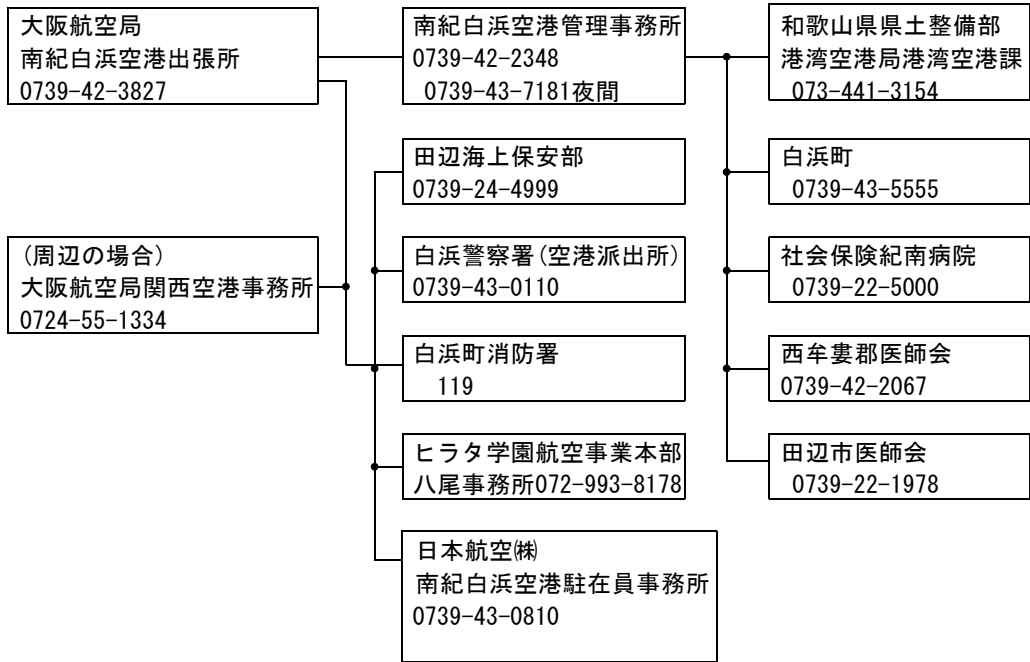 大阪航空局
南紀白浜空港出張所
0739-42-3827
(周辺の場合)
大阪航空局関西空港事務所
0724-55-1334
南紀白浜空港管理事務所
0739-42-2348
0739-43-7181夜間
田辺海上保安部
0739-24-4999
白浜警察署(空港派出所)
0739-43-0110
白浜町消防署
119
ヒラタ学園航空事業本部
八尾事務所072-993-8178
日本航空㈱
南紀白浜空港駐在員事務所
0739-43-0810
和歌山県県土整備部
港湾空港局港湾空港課
073-441-3154
白浜町
0739-43-5555
社会保険紀南病院
0739-22-5000
西牟婁郡医師会
0739-42-2067
田辺市医師会
0739-22-1978